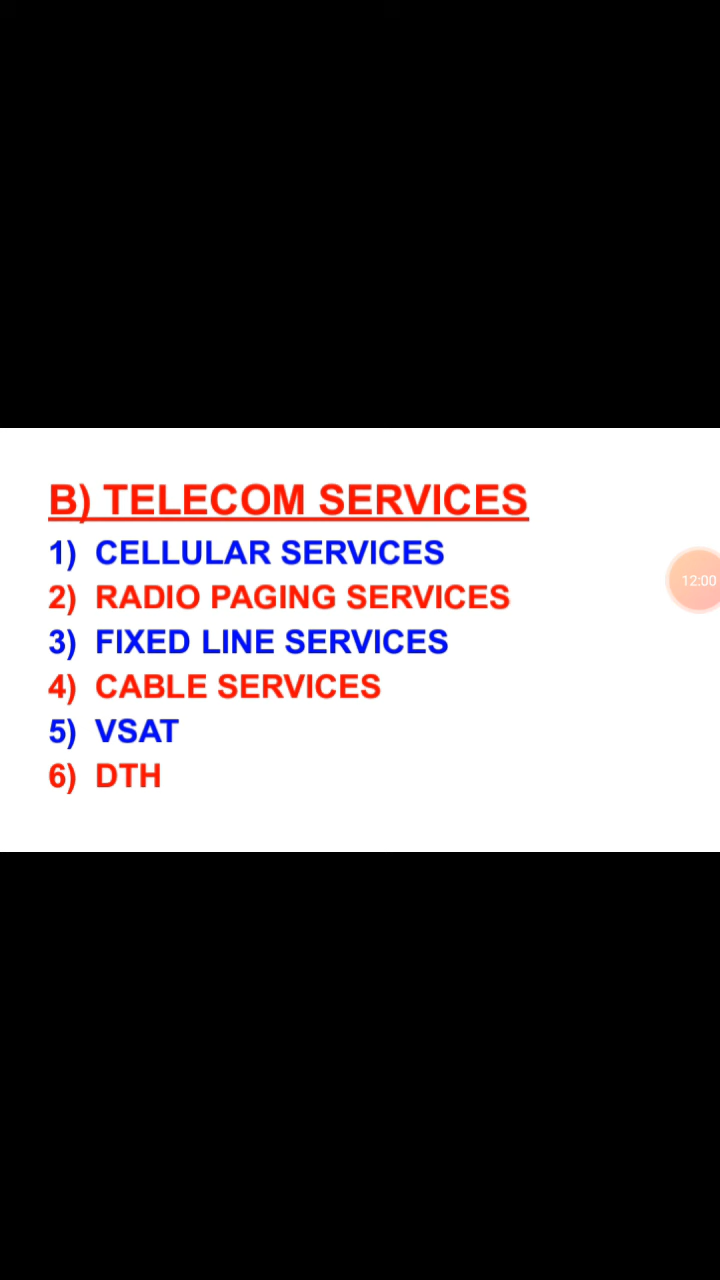 B) TELECOM SERVICES
1) CELLULAR SERVICES
2) RADIO PAGING SERVICES
3) FIXED LINE SERVICES
4) CABLE SERVICES
5) VSAT
6) DTH
12:00